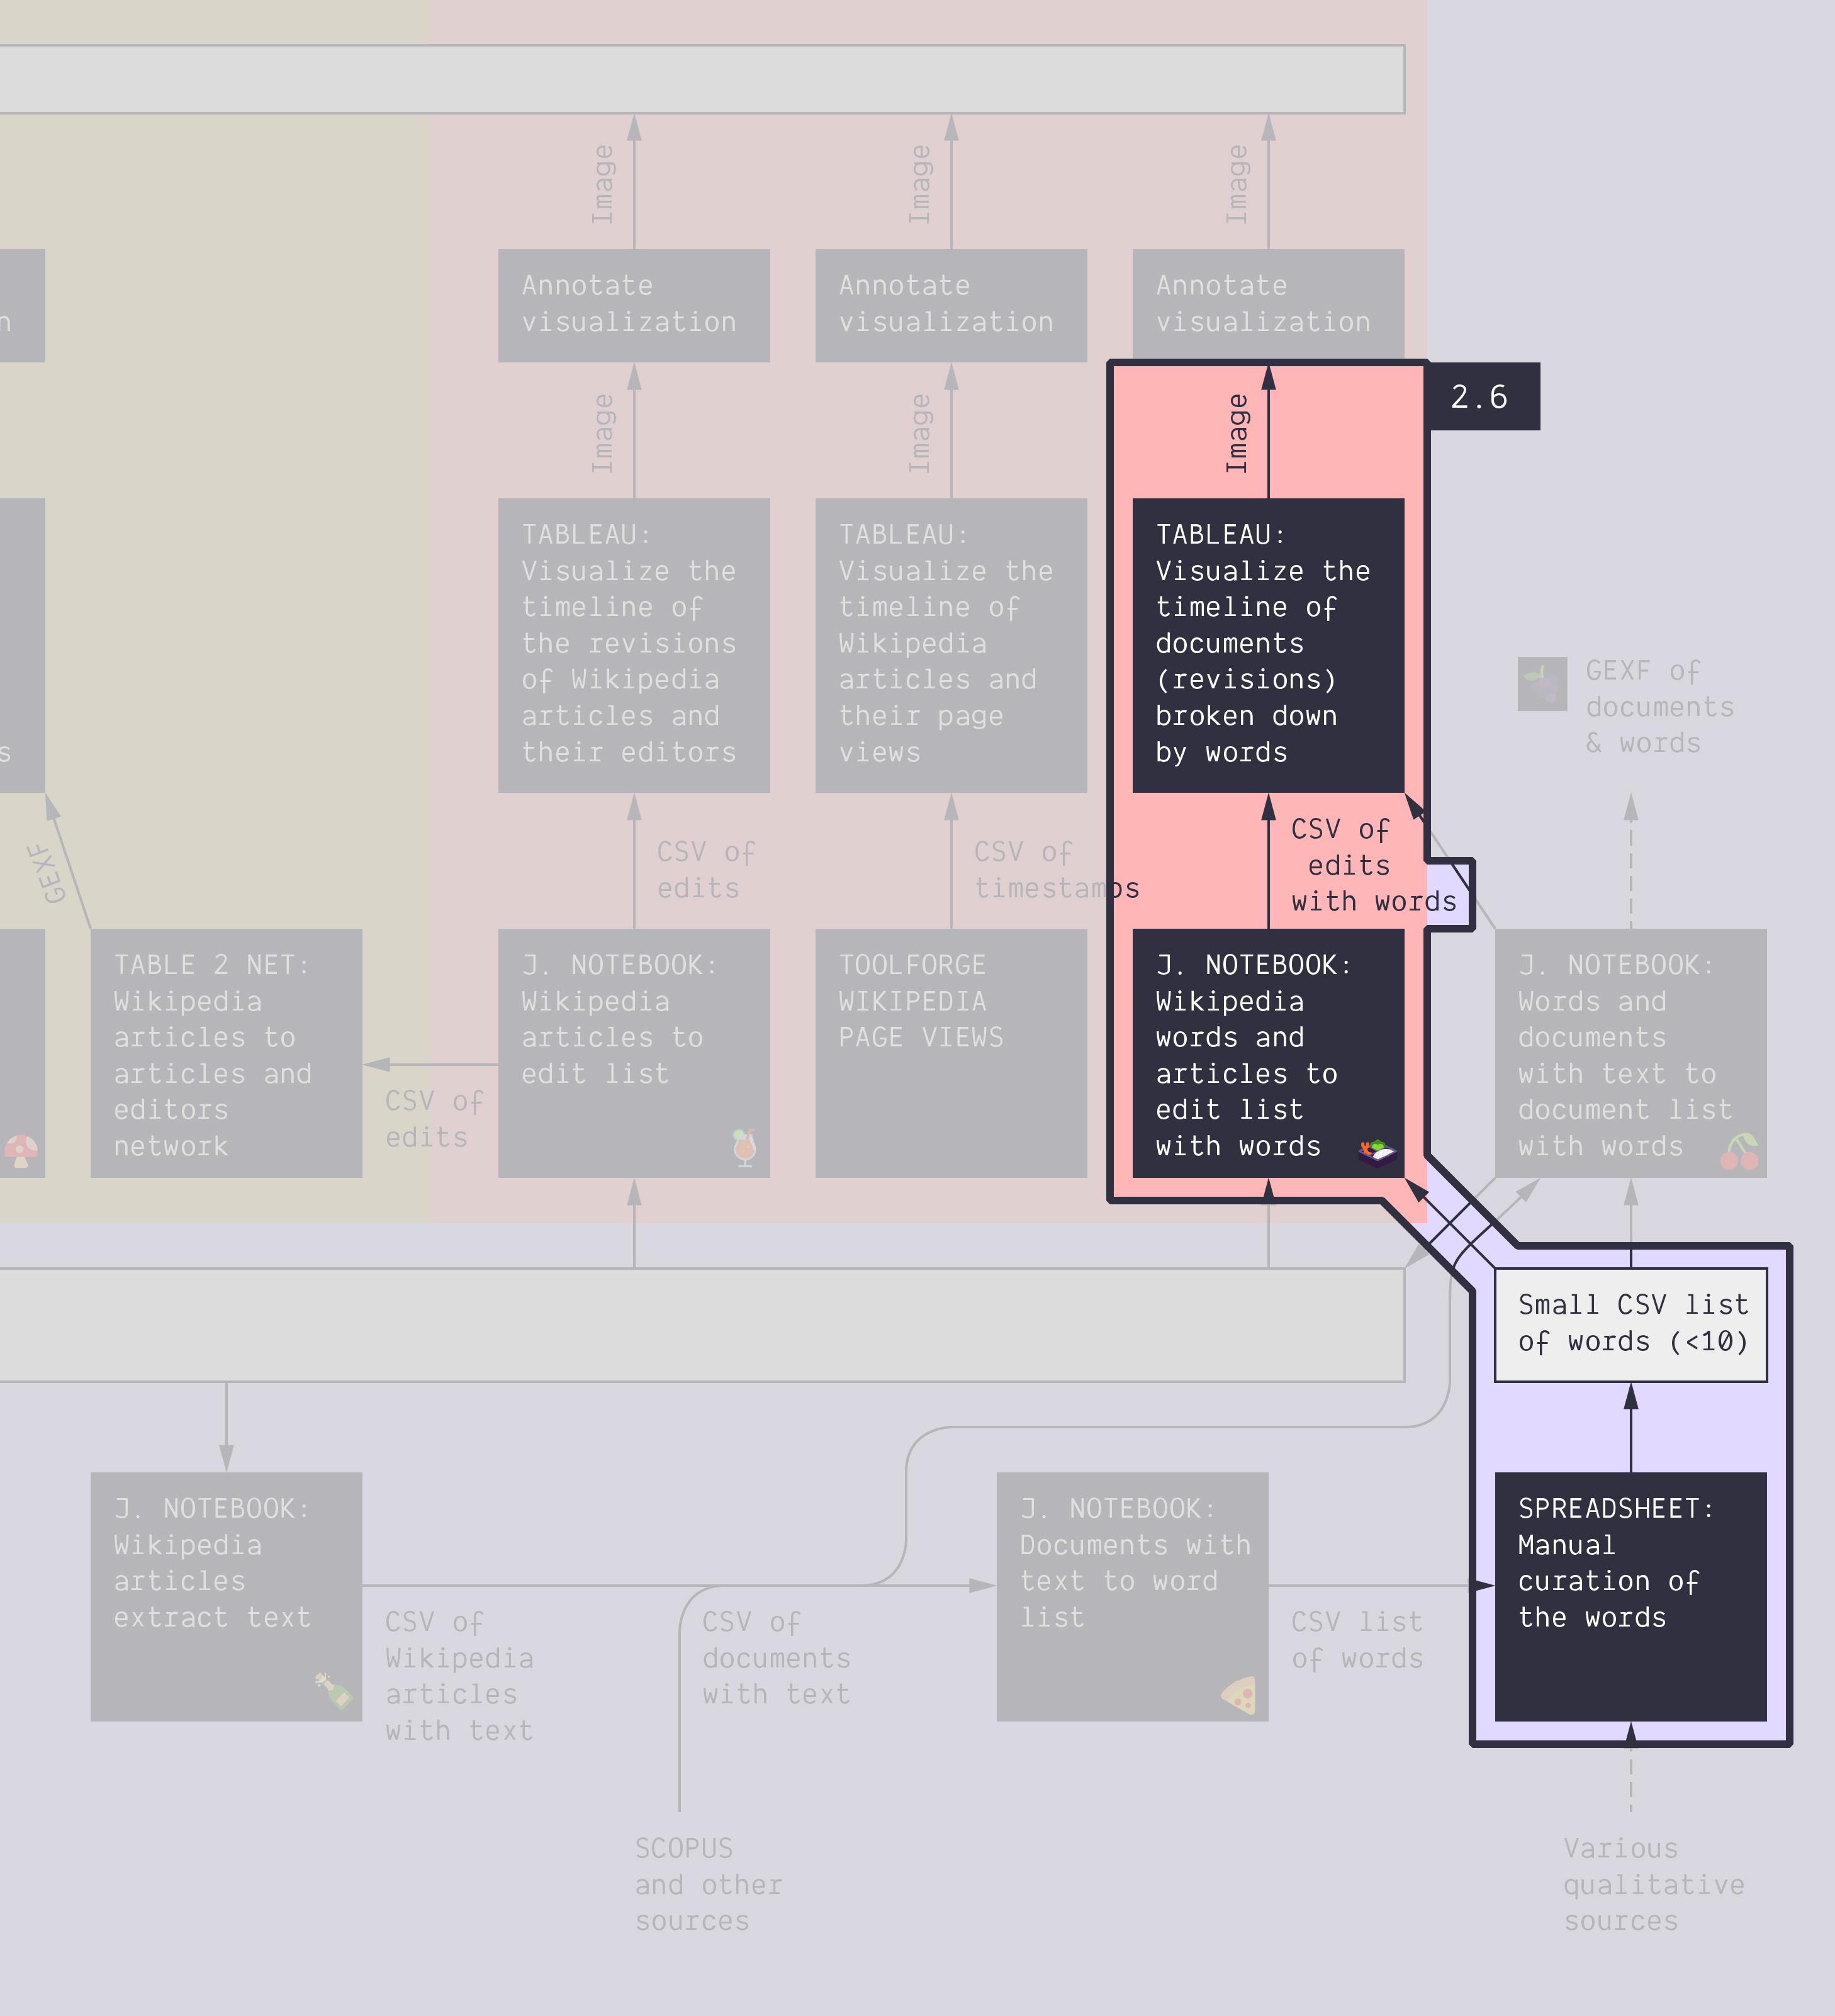 Image
Image
Image
n
Annotate
visualization
Annotate
visualization
Annotate
visualization
2.6
Image
Image
Image
s
TABLEAU:
Visualize the
timeline of
the revisions
of Wikipedia
articles and
their editors
TABLEAU:
Visualize the
timeline of
Wikipedia
articles and
their page
views
TABLEAU:
Visualize the
timeline of
documents
(revisions)
broken down
by words
GEXF of
documents
& words
GEXF
CSV of
edits
CSV of
timestamps
CSV of
edits
with words
TABLE 2 NET:
Wikipedia
articles to
articles and
editors
network
CSV of
edits
J. NOTEBOOK:
Wikipedia
articles to
edit list
TOOLFORGE
WIKIPEDIA
PAGE VIEWS
J. NOTEBOOK:
Wikipedia
words and
articles to
edit list
with words
J. NOTEBOOK:
Words and
documents
with text to
document list
with words
Small CSV list
of words (<10)
J. NOTEBOOK:
Wikipedia
articles
extract text
CSV of
Wikipedia
articles
with text
CSV of
documents
with text
J. NOTEBOOK:
Documents with
text to word
list
CSV list
of words
SPREADSHEET:
Manual
curation of
the words
SCOPUS
and other
sources
Various
qualitative
sources